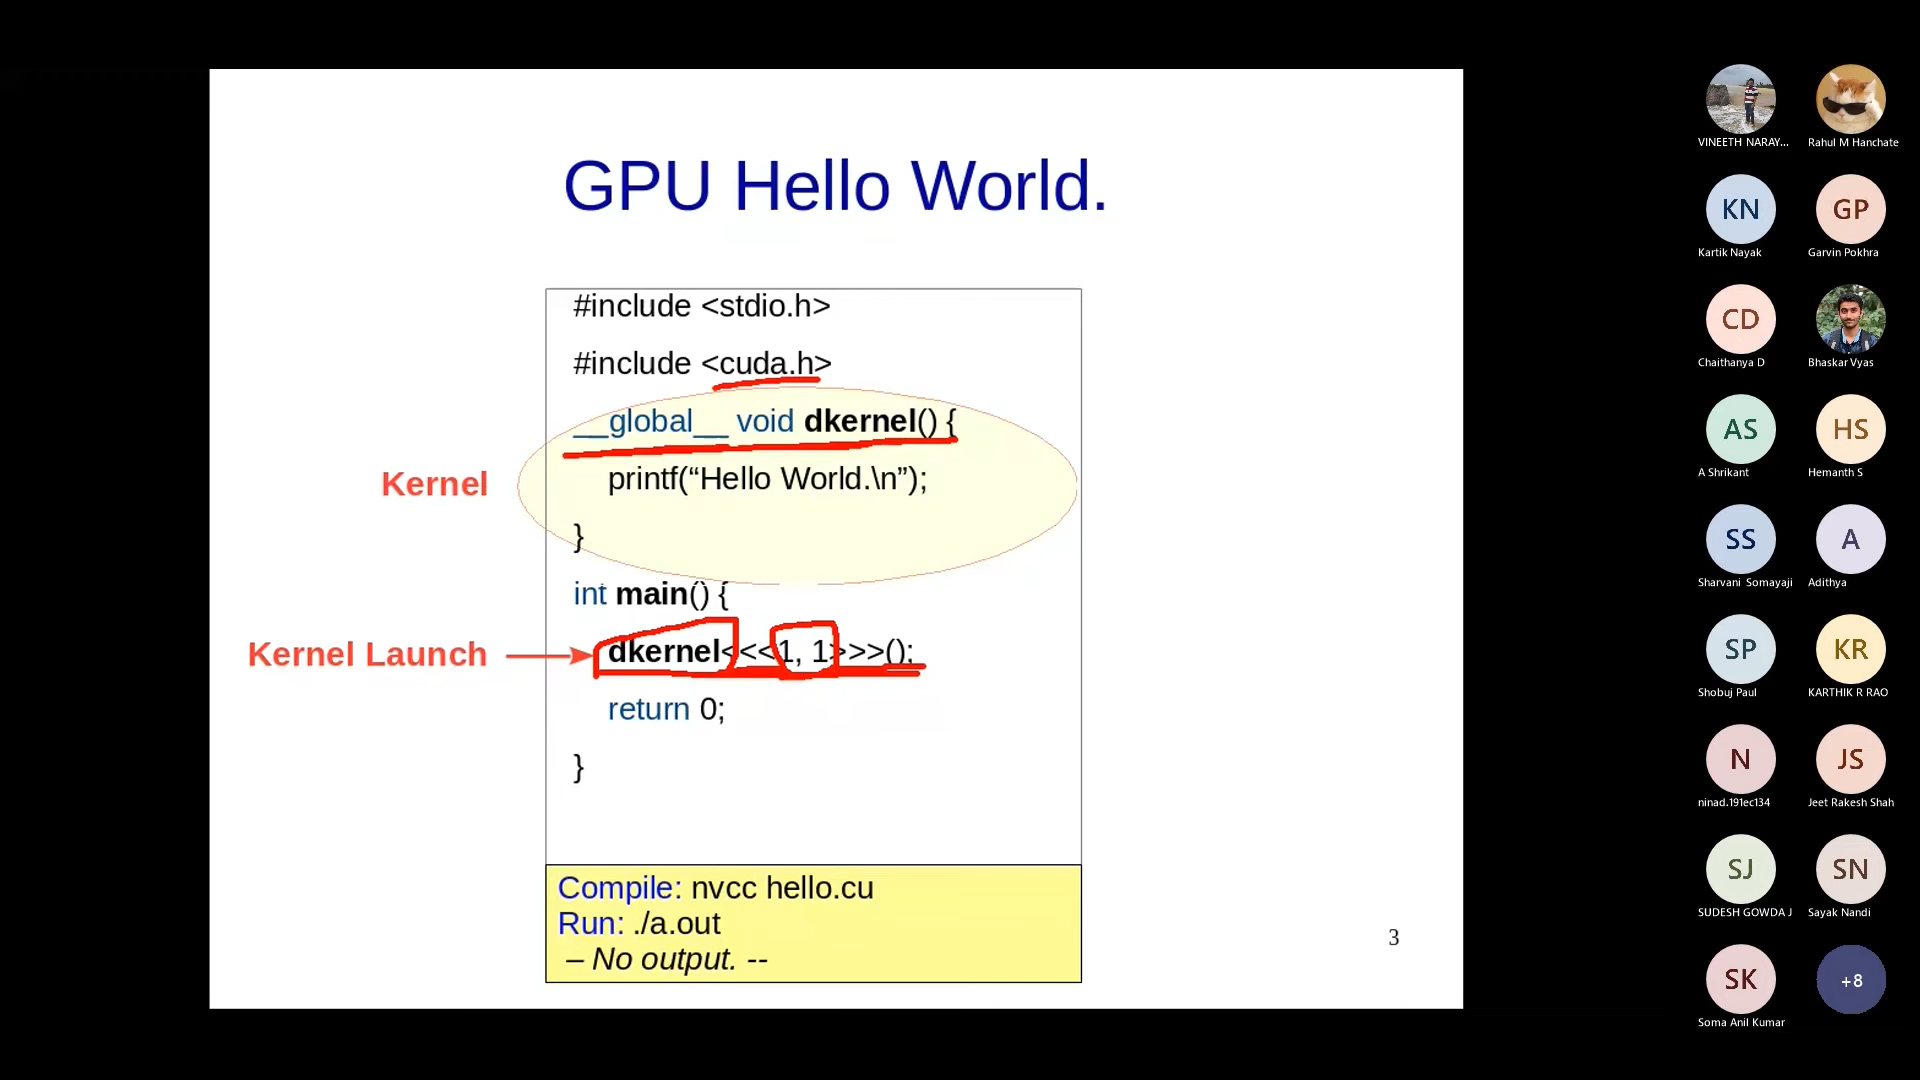 GPU Hello World.
#include <stdio.h>
#include <cuda.h>
__global__ void dkernel() {
printf(“Hello World.\n”);
}
Kernel
int main() {
Kernel Launch
dkernel<<<1, 1>>>();
return 0;
}
Compile: nvcc hello.cu
Run: ./a.out
– No output. --
3
VINEETH NARAY...
Rahul M Hanchate
KN
Kartik Nayak
GP
Garvin Pokhra
CD
Chaithanya D
Bhaskar Vyas
AS
A Shrikant
HS
Hemanth S
SS
Sharvani Somayaji
A
Adithya
SP
Shobuj Paul
KR
KARTHIK R RAO
N
ninad.191ec134
JS
Jeet Rakesh Shah
SJ
SUDESH GOWDA J
SN
Sayak Nandi
SK
Soma Anil Kumar
+8